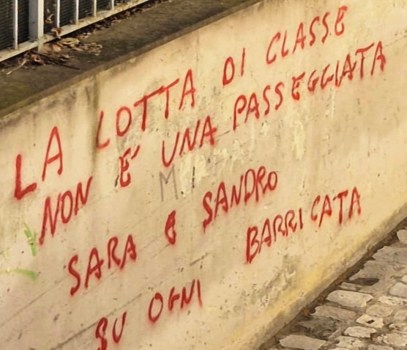 LA LOTTA DI CLASSE
NON E' UNA PASSEGGIATA
SARA E SANDRO
SU OGNI BARRICATA